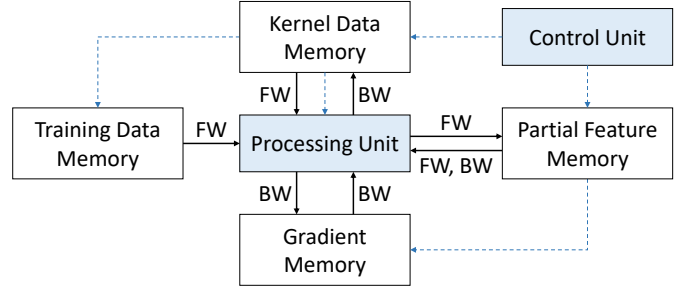 Kernel Data
Memory
Control Unit
FW
BW
Training Data
Memory
FW
Processing Unit
FW
FW, BW
Partial Feature
Memory
BW
BW
Gradient
Memory